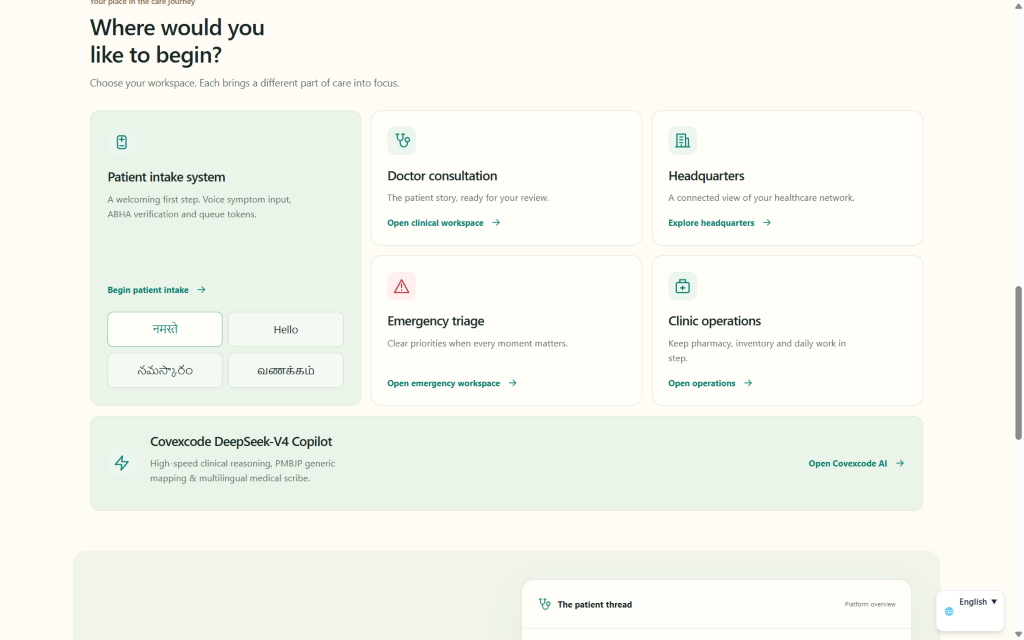 Your place in the care journey
Where would you
like to begin?
Choose your workspace. Each brings a different part of care into focus.
Patient intake system
A welcoming first step. Voice symptom input,
ABHA verification and queue tokens.
Begin patient intake →
नमस्ते
Hello
నమస్కారం
வணக்கம்
Doctor consultation
The patient story, ready for your review.
Open clinical workspace →
Headquarters
A connected view of your healthcare network.
Explore headquarters →
Emergency triage
Clear priorities when every moment matters.
Open emergency workspace →
Clinic operations
Keep pharmacy, inventory and daily work in
step.
Open operations →
Covexcode DeepSeek-V4 Copilot
High-speed clinical reasoning, PMBJP generic
mapping & multilingual medical scribe.
Open Covexcode AI →
The patient thread
Platform overview
English ▼